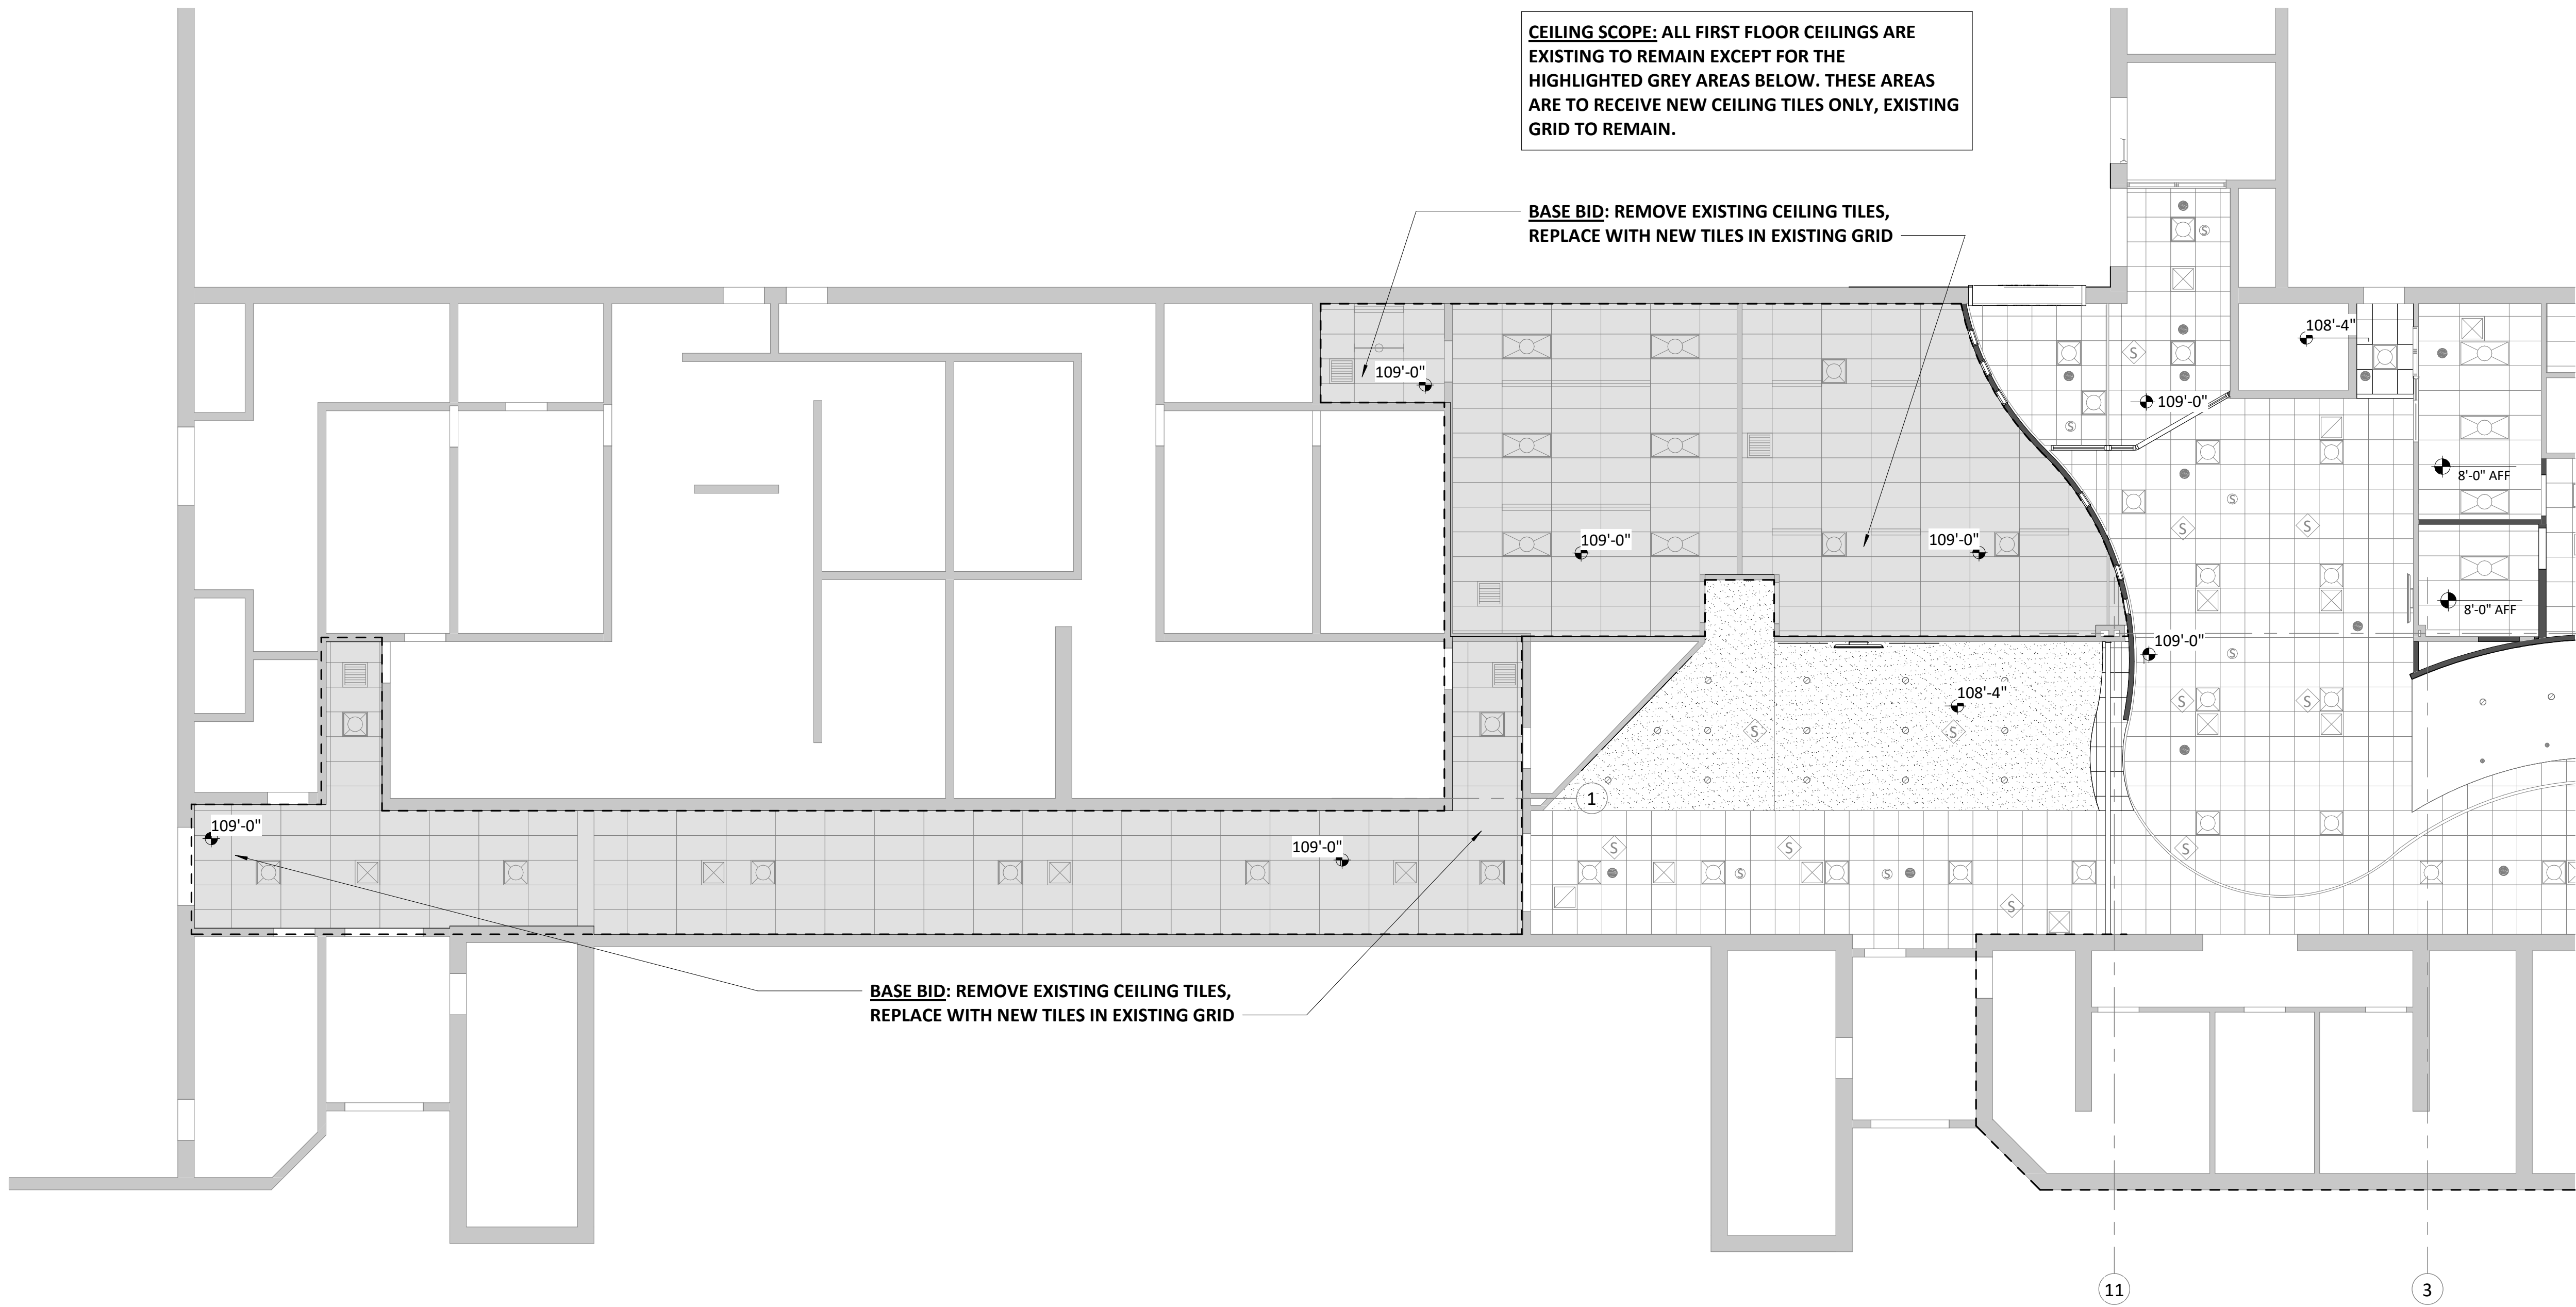 CEILING SCOPE: ALL FIRST FLOOR CEILINGS ARE
EXISTING TO REMAIN EXCEPT FOR THE
HIGHLIGHTED GREY AREAS BELOW. THESE AREAS
ARE TO RECEIVE NEW CEILING TILES ONLY, EXISTING
GRID TO REMAIN.
BASE BID: REMOVE EXISTING CEILING TILES,
REPLACE WITH NEW TILES IN EXISTING GRID
S
108'-4"
S
109'-0"
109'-0"
S
8'-0" AFF
S
S
S
109'-0"
109'-0"
8'-0" AFF
109'-0"
S
108'-4"
S
S
S
S
1
109'-0"
109'-0"
S
S
S
S
S
S
BASE BID: REMOVE EXISTING CEILING TILES,
REPLACE WITH NEW TILES IN EXISTING GRID
11
3